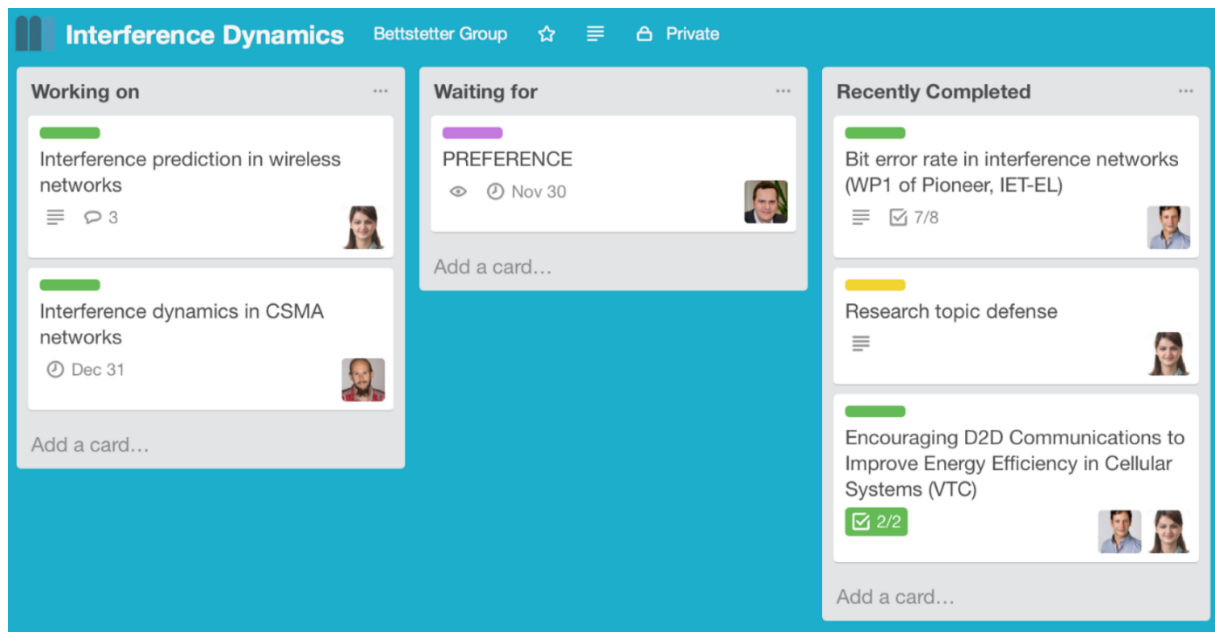 Interference Dynamics Bettstetter Group Private
Working on
Interference prediction in wireless
networks
3
Interference dynamics in CSMA
networks
Dec 31
Add a card…
Waiting for
PREFERENCE
Nov 30
Add a card…
Recently Completed
Bit error rate in interference networks
(WP1 of Pioneer, IET-EL)
7/8
Research topic defense
Encouraging D2D Communications to
Improve Energy Efficiency in Cellular
Systems (VTC)
2/2
Add a card…